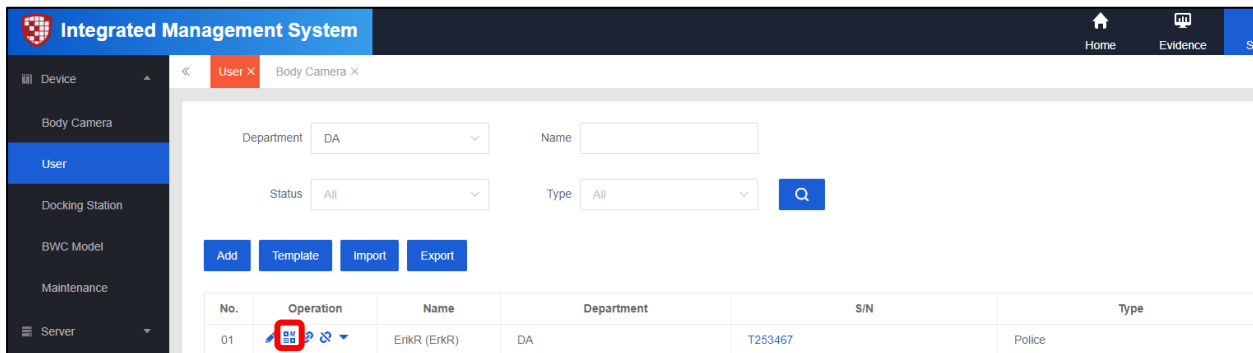 Integrated Management System
Home
Evidence
S
Device
User
Body Camera
Body Camera
Department
DA
Name
User
Status
All
Type
All
Docking Station
BWC Model
Add
Template
Import
Export
Maintenance
No.
Operation
Name
Department
S/N
Type
Server
01
ErikR (ErkR)
DA
T253467
Police